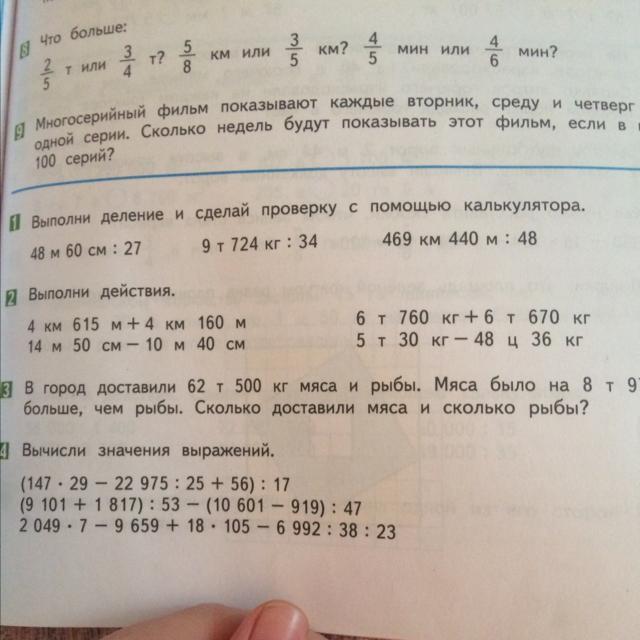 8 Что больше:
2/5 т или 3/4 т? 5/8 км или 3/5 км? 4/5 мин или 4/6 мин?
9 Многосерийный фильм показывают каждые вторник, среду и четверг
одной серии. Сколько недель будут показывать этот фильм, если в
100 серий?
1 Выполни деление и сделай проверку с помощью калькулятора.
48 м 60 см : 27 9 т 724 кг : 34 469 км 440 м : 48
2 Выполни действия.
4 км 615 м + 4 км 160 м 6 т 760 кг + 6 т 670 кг
14 м 50 см − 10 м 40 см 5 т 30 кг − 48 ц 36 кг
3 В город доставили 62 т 500 кг мяса и рыбы. Мяса было на 8 т
больше, чем рыбы. Сколько доставили мяса и сколько рыбы?
4 Вычисли значения выражений.
(147 · 29 − 22 975 : 25 + 56) : 17
(9 101 + 1 817) : 53 − (10 601 − 919) : 47
2 049 · 7 − 9 659 + 18 · 105 − 6 992 : 38 : 23